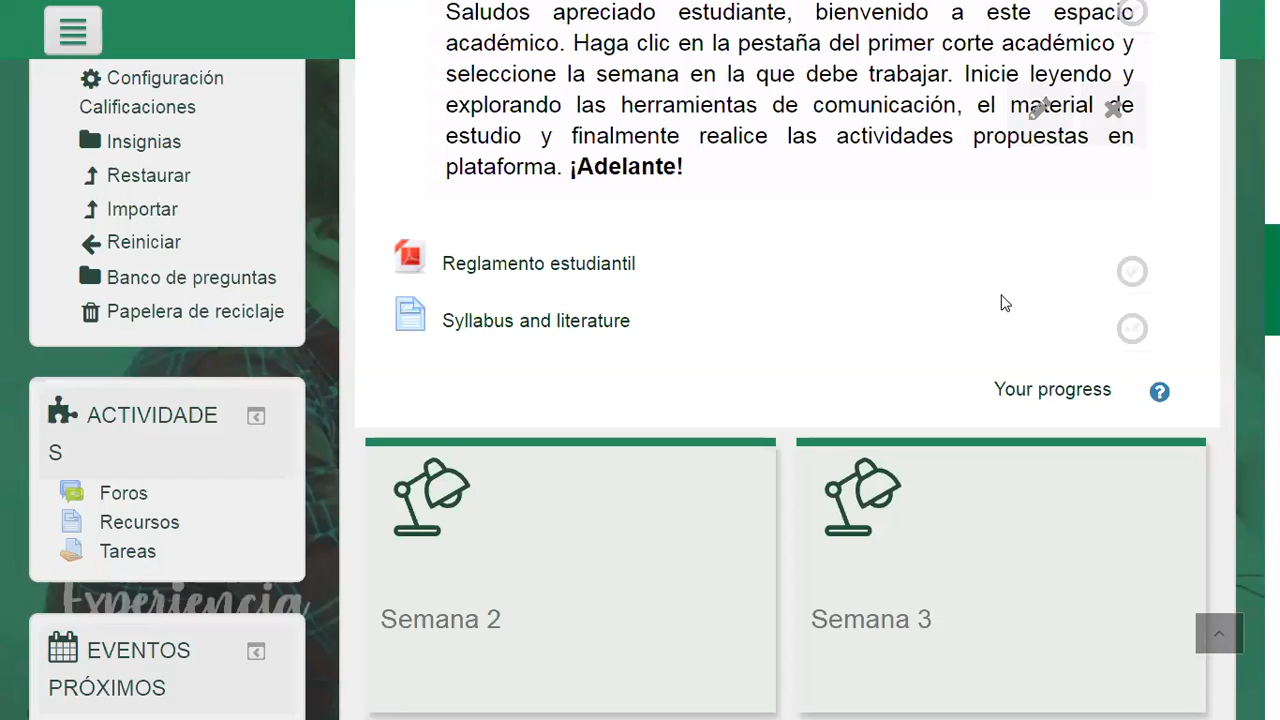 Configuración
Calificaciones
Insignias
Restaurar
Importar
Reiniciar
Banco de preguntas
Papelera de reciclaje
ACTIVIDADE
S
Foros
Recursos
Tareas
Experiencia
EVENTOS
PRÓXIMOS
Saludos apreciado estudiante, bienvenido a este espacio
académico. Haga clic en la pestaña del primer corte académico y
seleccione la semana en la que debe trabajar. Inicie leyendo y
explorando las herramientas de comunicación, el material de
estudio y finalmente realice las actividades propuestas en
plataforma. ¡Adelante!
Reglamento estudiantil
Syllabus and literature
Your progress
Semana 2
Semana 3